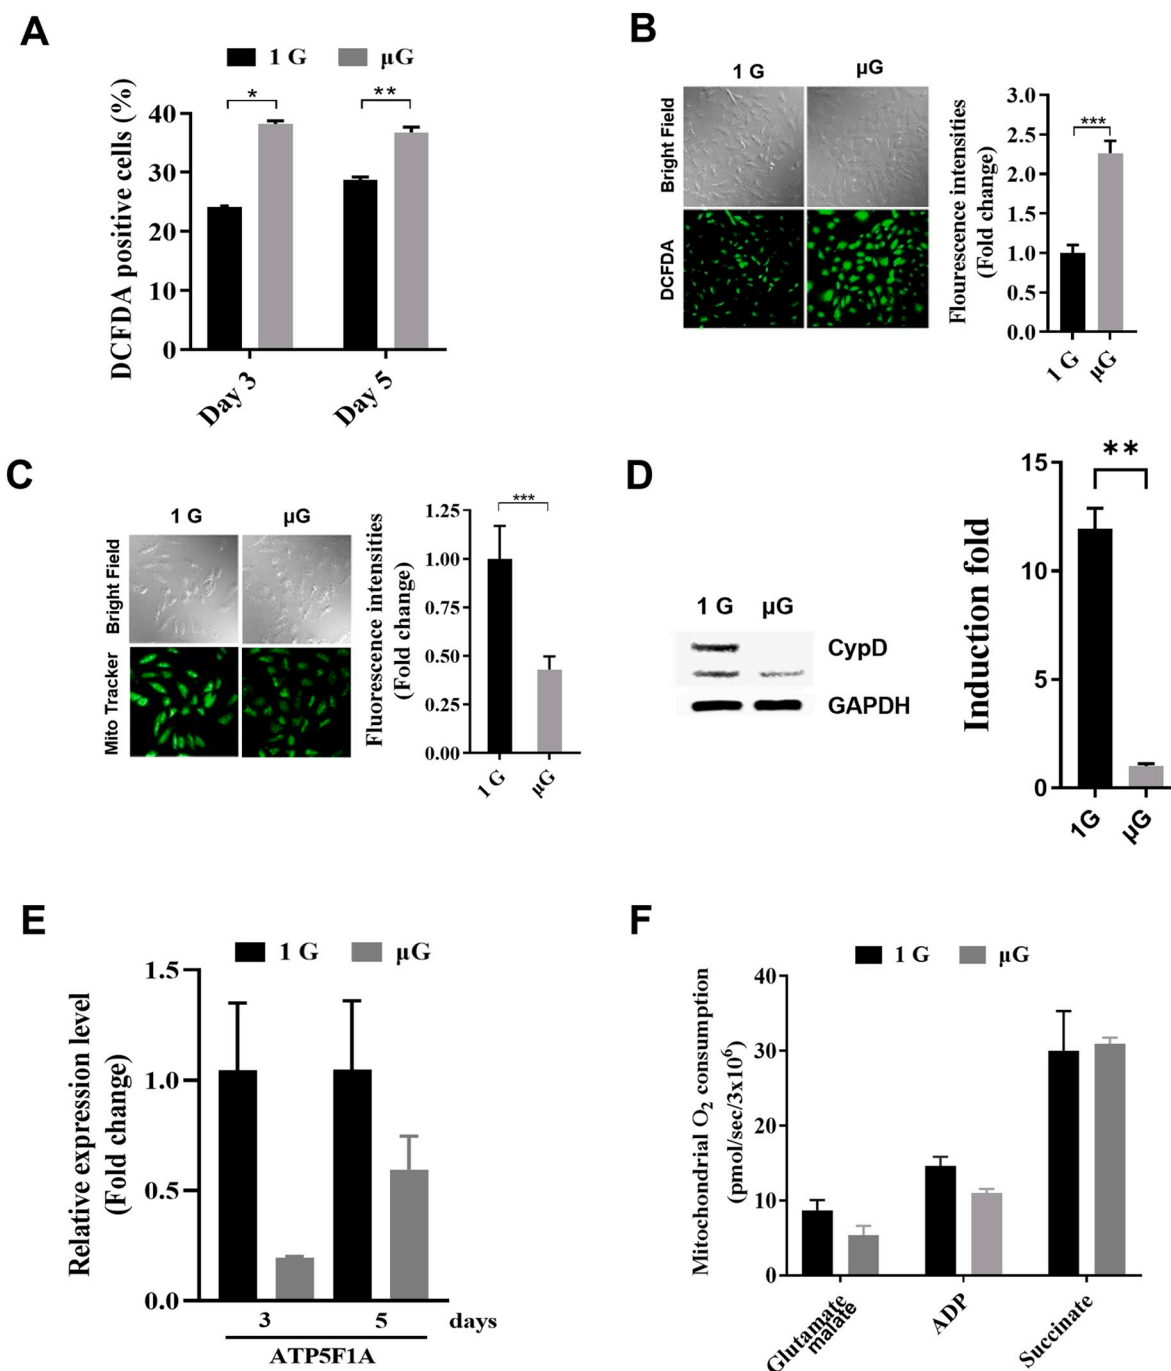 A
1 G
µG
DCFDA positive cells (%)
40
30
20
10
0
*
**
Day 3
Day 5
B
1 G
µG
Bright Field
DCFDA
Flourescence intensities
(Fold change)
3.0
2.5
2.0
1.5
1.0
0.5
0.0
***
1 G
µG
C
1 G
µG
Bright Field
Mito Tracker
Fluorescence intensities
(Fold change)
1.25
1.00
0.75
0.50
0.25
0.00
***
1 G
µG
D
1 G
µG
CypD
GAPDH
Induction fold
15
10
5
0
**
1G
µG
E
1 G
µG
Relative expression level
(Fold change)
1.5
1.0
0.5
0.0
3
5
days
ATP5F1A
F
1 G
µG
Mitochondrial O₂ consumption
(pmol/sec/3x10⁶)
40
30
20
10
0
Glutamate
malate
ADP
Succinate